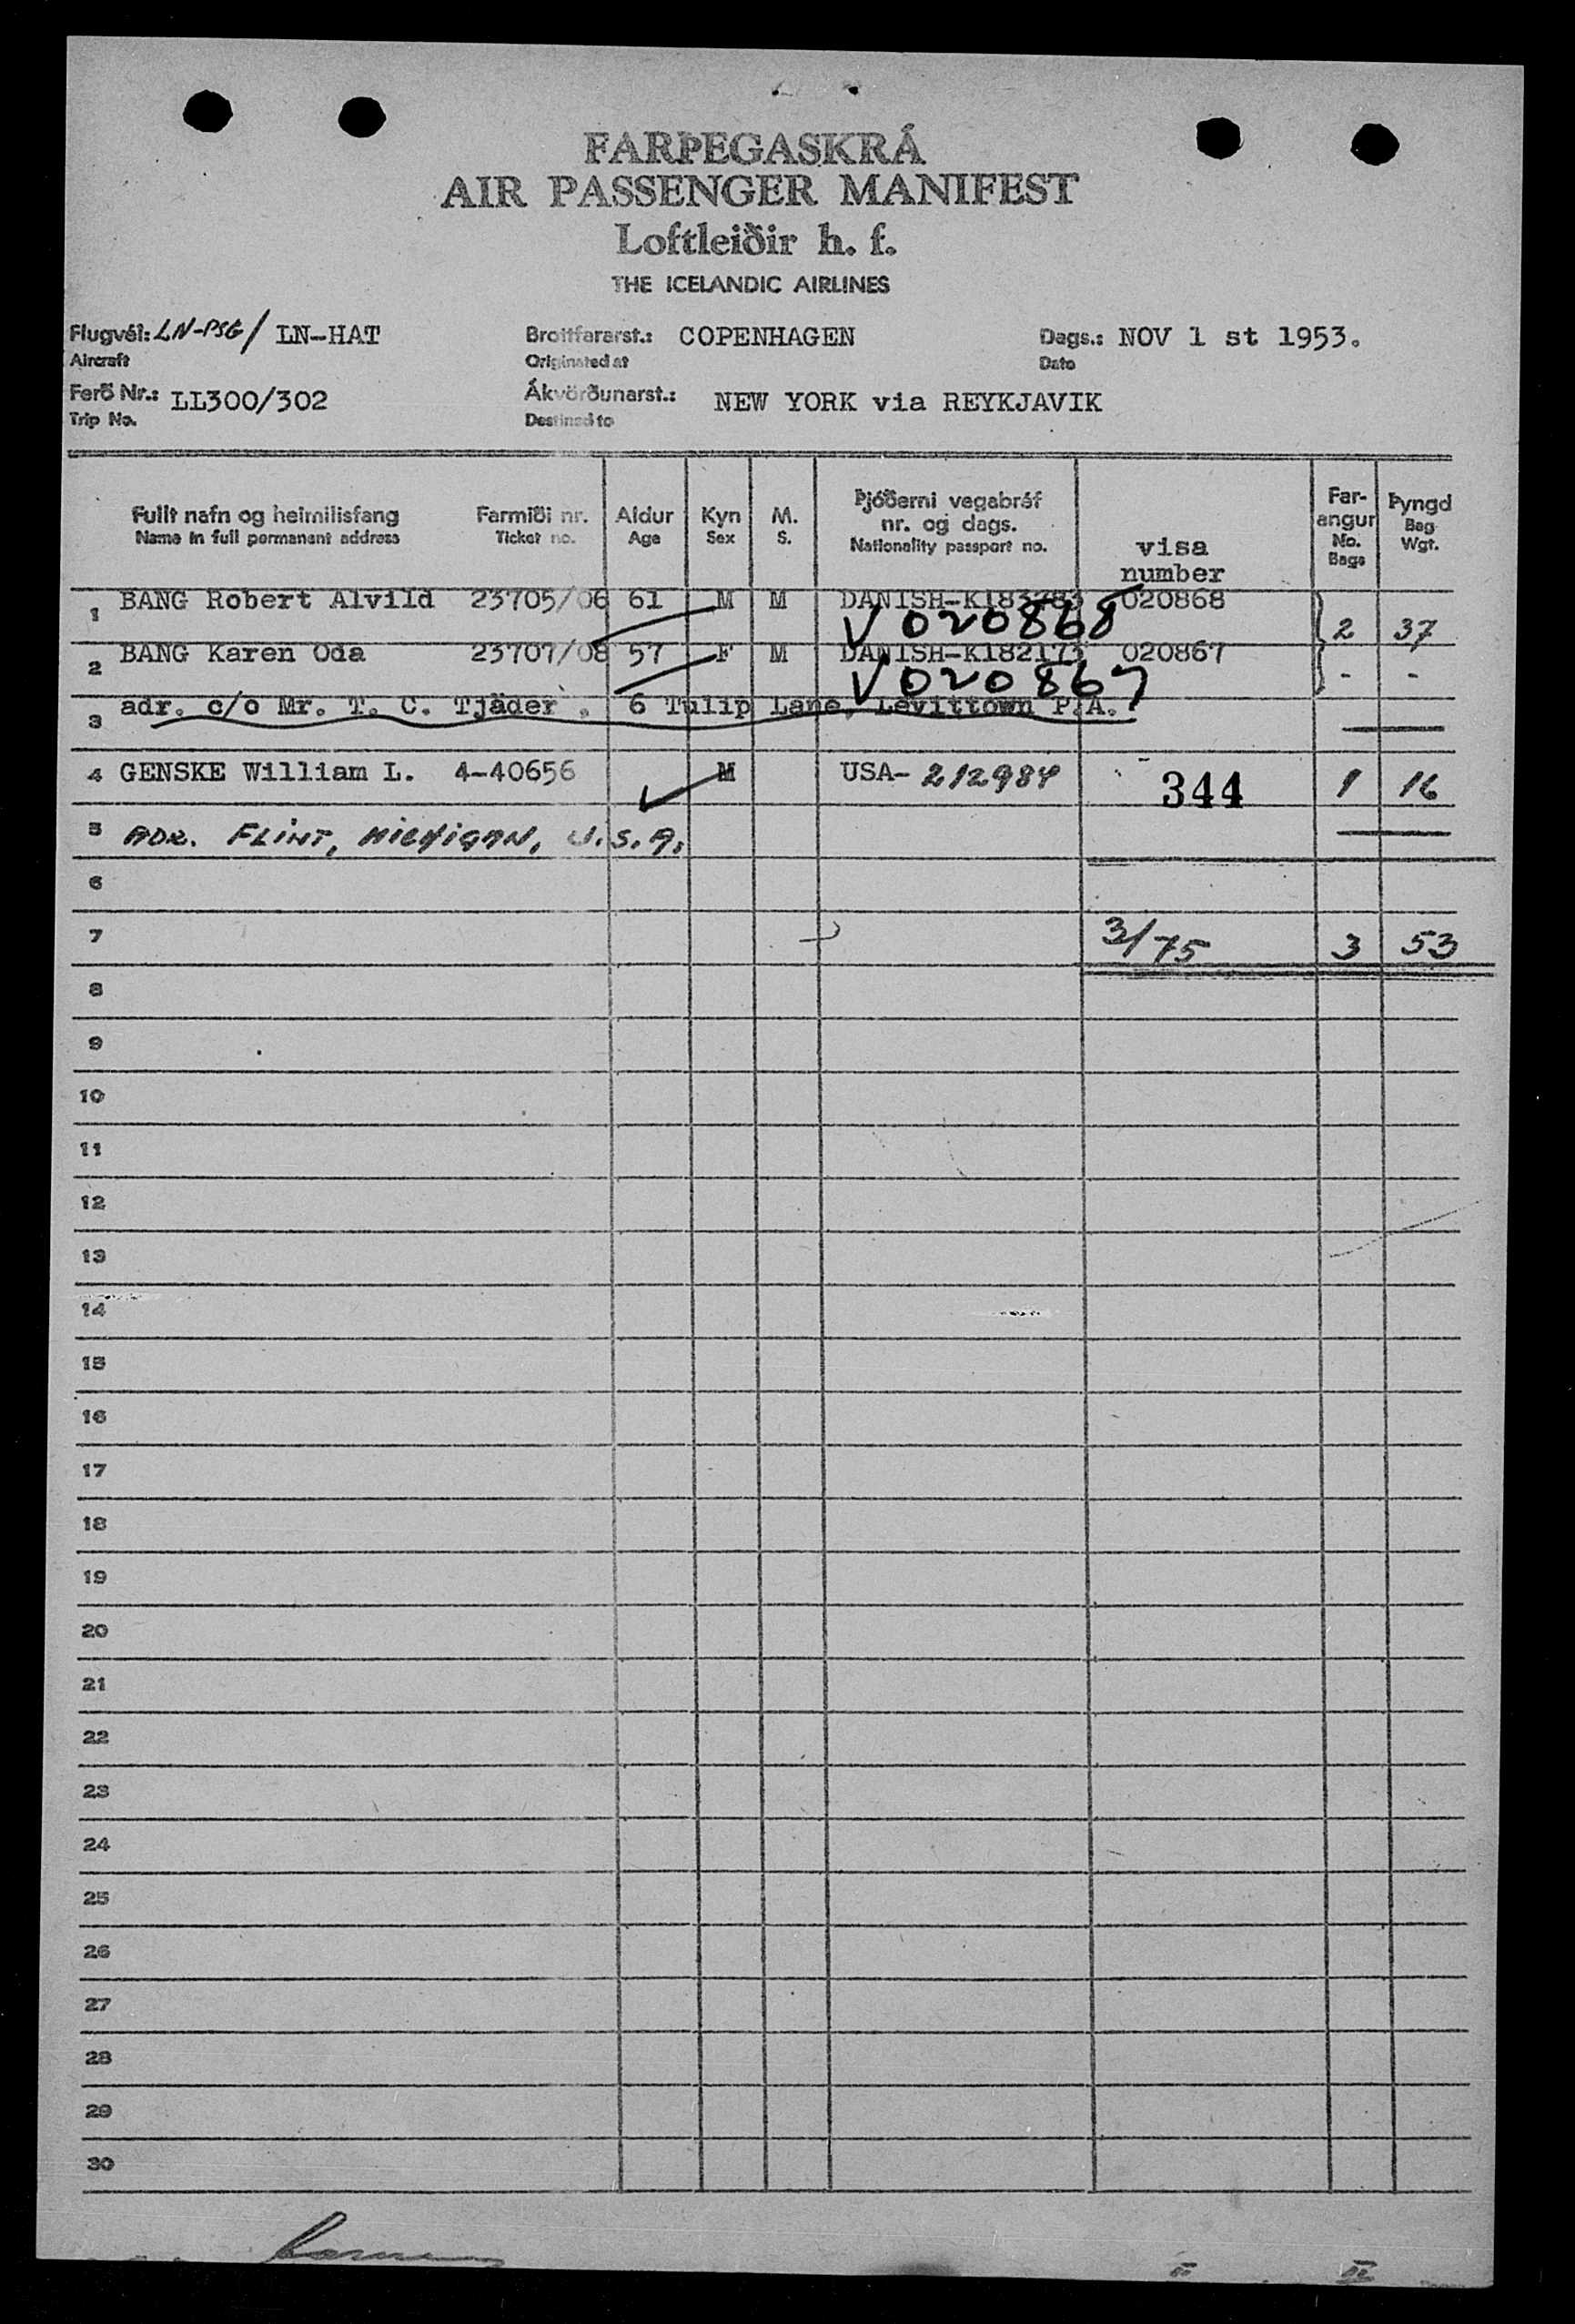 FARÞEGASKRÁ
AIR PASSENGER MANIFEST
Loftleiðir h. f.
THE ICELANDIC AIRLINES
Flugvél: LN-PSG/ LN-HAT Brottfararst.: COPENHAGEN Dags.: NOV 1 st 1953.
Aircraft Originated at Date
Ferð Nr.: LL300/302 Ákvörðunarst.: NEW YORK via REYKJAVIK
Trip No. Destined to
Fullt nafn og heimilisfang Farmiði nr. Aldur Kyn M. Þjóðerni vegabréf nr. og dags. visa number Far-angur Þyngd
Name in full permanent address Ticket no. Age Sex S. Nationality passport no. No. Bags Bag Wgt.
1 BANG Robert Alvild 23705/06 61 M M DANISH-K183283 020868
V 020868 2 37
2 BANG Karen Oda 23707/08 57 F M DANISH-K182173 020867
V 020867 - -
3 adr. c/o Mr. T. C. Tjäder . 6 Tulip Lane, Levittown P.A.
4 GENSKE William L. 4-40656 M USA- 212984 344 1 16
5 ADR. FLINT, MICHIGAN, U.S.A.
6
7 3/75 3 53
8
9
10
11
12
13
14
15
16
17
18
19
20
21
22
23
24
25
26
27
28
29
30